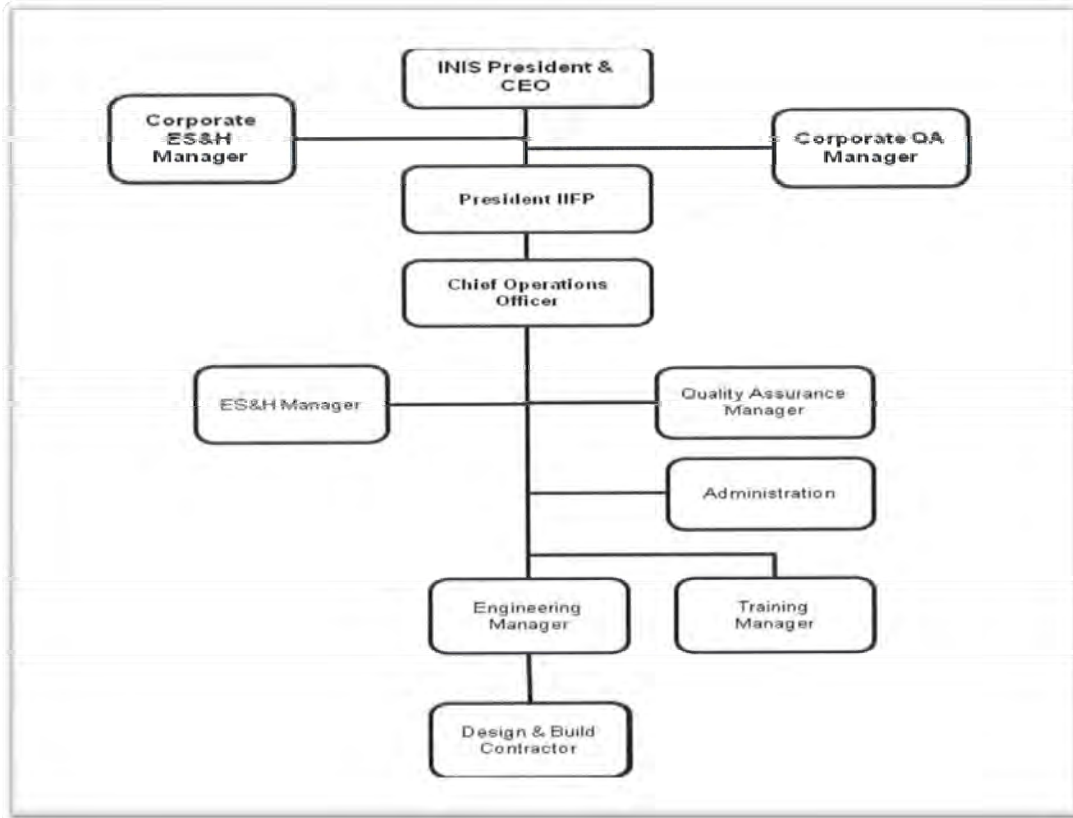 INIS President &
CEO
Corporate
ES&H
Manager
Corporate QA
Manager
President IIFP
Chief Operations
Officer
ES&H Manager
Quality Assurance
Manager
Administration
Engineering
Manager
Training
Manager
Design & Build
Contractor